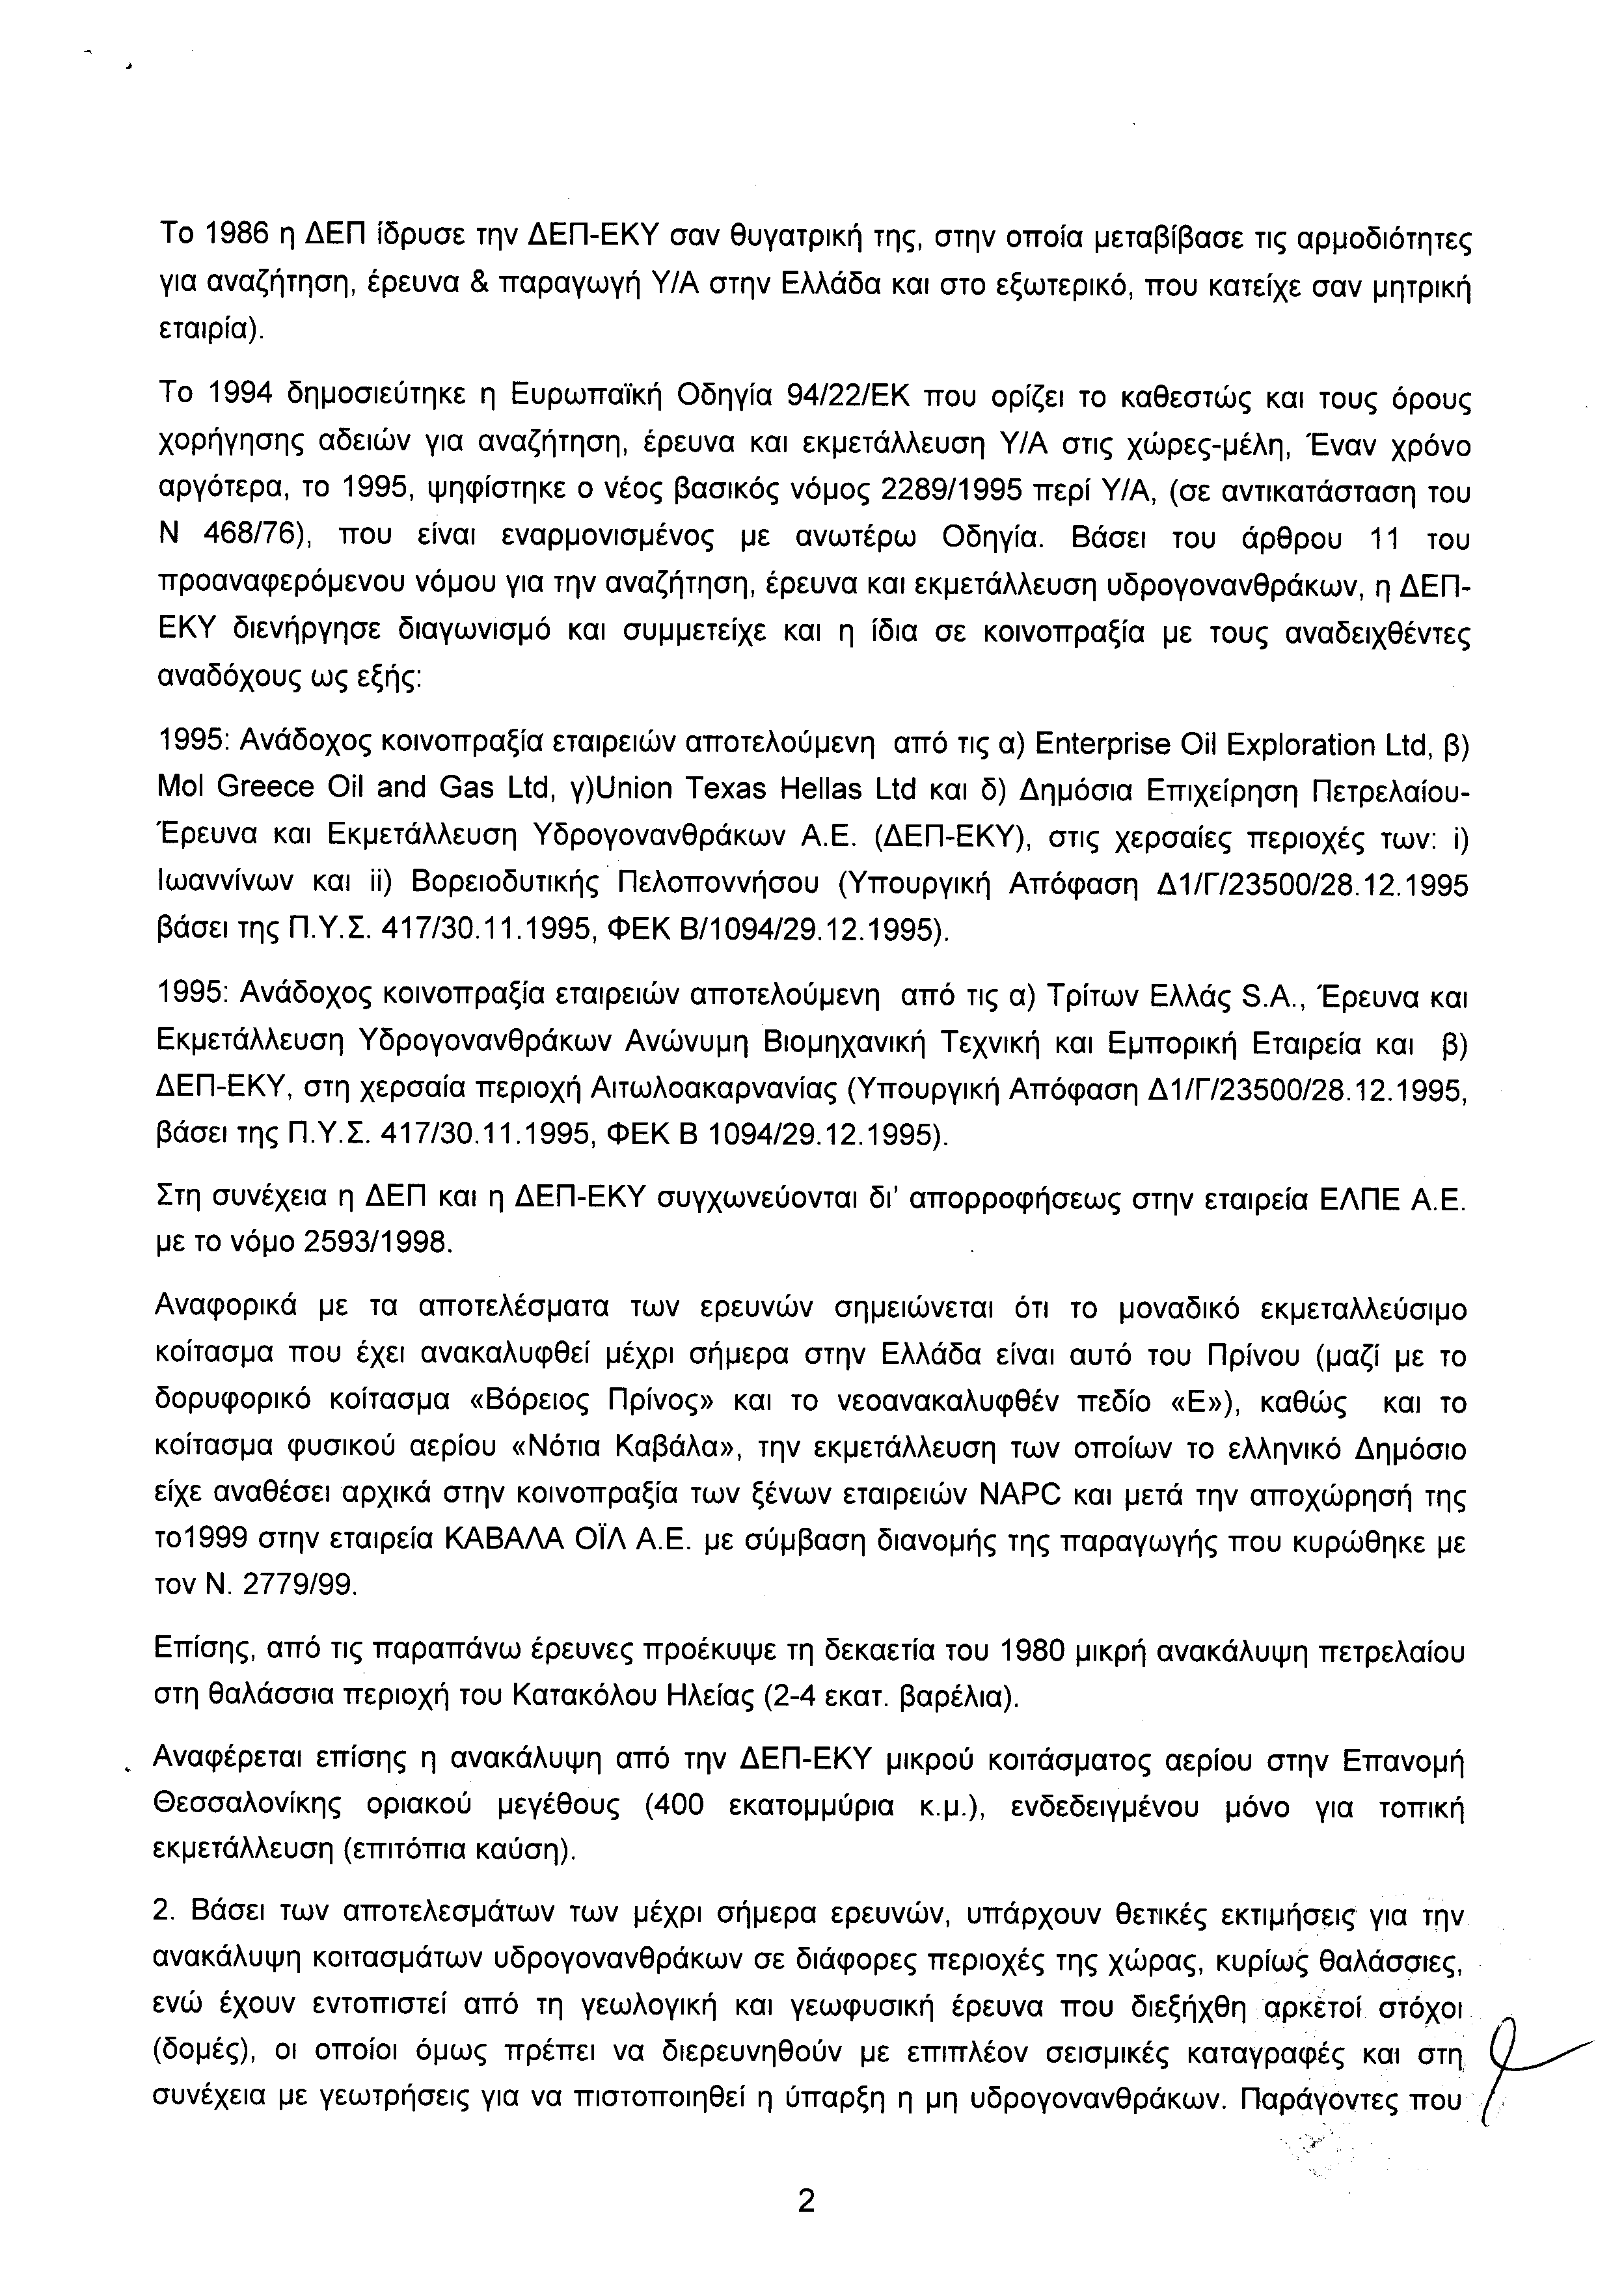 Το 1986 η ΔΕΠ ίδρυσε την ΔΕΠ-ΕΚΥ σαν θυγατρική της, στην οποία μεταβίβασε τις αρμοδιότητες
για αναζήτηση, έρευνα & παραγωγή Υ/Α στην Ελλάδα και στο εξωτερικό, που κατείχε σαν μητρική
εταιρία).
Το 1994 δημοσιεύτηκε η Ευρωπαϊκή Οδηγία 94/22/ΕΚ που ορίζει το καθεστώς και τους όρους
χορήγησης αδειών για αναζήτηση, έρευνα και εκμετάλλευση Υ/Α στις χώρες-μέλη, Έναν χρόνο
αργότερα, το 1995, ψηφίστηκε ο νέος βασικός νόμος 2289/1995 περί Υ/Α, (σε αντικατάσταση του
Ν 468/76), που είναι εναρμονισμένος με ανωτέρω Οδηγία. Βάσει του άρθρου 11 του
προαναφερόμενου νόμου για την αναζήτηση, έρευνα και εκμετάλλευση υδρογονανθράκων, η ΔΕΠ-
ΕΚΥ διενήργησε διαγωνισμό και συμμετείχε και η ίδια σε κοινοπραξία με τους αναδειχθέντες
αναδόχους ως εξής:
1995: Ανάδοχος κοινοπραξία εταιρειών αποτελούμενη από τις α) Enterprise Oil Exploration Ltd, β)
Mol Greece Oil and Gas Ltd, γ)Union Texas Hellas Ltd και δ) Δημόσια Επιχείρηση Πετρελαίου-
Έρευνα και Εκμετάλλευση Υδρογονανθράκων Α.Ε. (ΔΕΠ-ΕΚΥ), στις χερσαίες περιοχές των: i)
Ιωαννίνων και ii) Βορειοδυτικής Πελοποννήσου (Υπουργική Απόφαση Δ1/Γ/23500/28.12.1995
βάσει της Π.Υ.Σ. 417/30.11.1995, ΦΕΚ Β/1094/29.12.1995).
1995: Ανάδοχος κοινοπραξία εταιρειών αποτελούμενη από τις α) Τρίτων Ελλάς S.A., Έρευνα και
Εκμετάλλευση Υδρογονανθράκων Ανώνυμη Βιομηχανική Τεχνική και Εμπορική Εταιρεία και β)
ΔΕΠ-ΕΚΥ, στη χερσαία περιοχή Αιτωλοακαρνανίας (Υπουργική Απόφαση Δ1/Γ/23500/28.12.1995,
βάσει της Π.Υ.Σ. 417/30.11.1995, ΦΕΚ Β 1094/29.12.1995).
Στη συνέχεια η ΔΕΠ και η ΔΕΠ-ΕΚΥ συγχωνεύονται δι’ απορροφήσεως στην εταιρεία ΕΛΠΕ Α.Ε.
με το νόμο 2593/1998.
Αναφορικά με τα αποτελέσματα των ερευνών σημειώνεται ότι το μοναδικό εκμεταλλεύσιμο
κοίτασμα που έχει ανακαλυφθεί μέχρι σήμερα στην Ελλάδα είναι αυτό του Πρίνου (μαζί με το
δορυφορικό κοίτασμα «Βόρειος Πρίνος» και το νεοανακαλυφθέν πεδίο «Ε»), καθώς και το
κοίτασμα φυσικού αερίου «Νότια Καβάλα», την εκμετάλλευση των οποίων το ελληνικό Δημόσιο
είχε αναθέσει αρχικά στην κοινοπραξία των ξένων εταιρειών NAPC και μετά την αποχώρησή της
το1999 στην εταιρεία ΚΑΒΑΛΑ ΟΪΛ Α.Ε. με σύμβαση διανομής της παραγωγής που κυρώθηκε με
τον Ν. 2779/99.
Επίσης, από τις παραπάνω έρευνες προέκυψε τη δεκαετία του 1980 μικρή ανακάλυψη πετρελαίου
στη θαλάσσια περιοχή του Κατακόλου Ηλείας (2-4 εκατ. βαρέλια).
Αναφέρεται επίσης η ανακάλυψη από την ΔΕΠ-ΕΚΥ μικρού κοιτάσματος αερίου στην Επανομή
Θεσσαλονίκης οριακού μεγέθους (400 εκατομμύρια κ.μ.), ενδεδειγμένου μόνο για τοπική
εκμετάλλευση (επιτόπια καύση).
2. Βάσει των αποτελεσμάτων των μέχρι σήμερα ερευνών, υπάρχουν θετικές εκτιμήσεις για την
ανακάλυψη κοιτασμάτων υδρογονανθράκων σε διάφορες περιοχές της χώρας, κυρίως θαλάσσιες,
ενώ έχουν εντοπιστεί από τη γεωλογική και γεωφυσική έρευνα που διεξήχθη αρκετοί στόχοι
(δομές), οι οποίοι όμως πρέπει να διερευνηθούν με επιπλέον σεισμικές καταγραφές και στη
συνέχεια με γεωτρήσεις για να πιστοποιηθεί η ύπαρξη η μη υδρογονανθράκων. Παράγοντες που
2